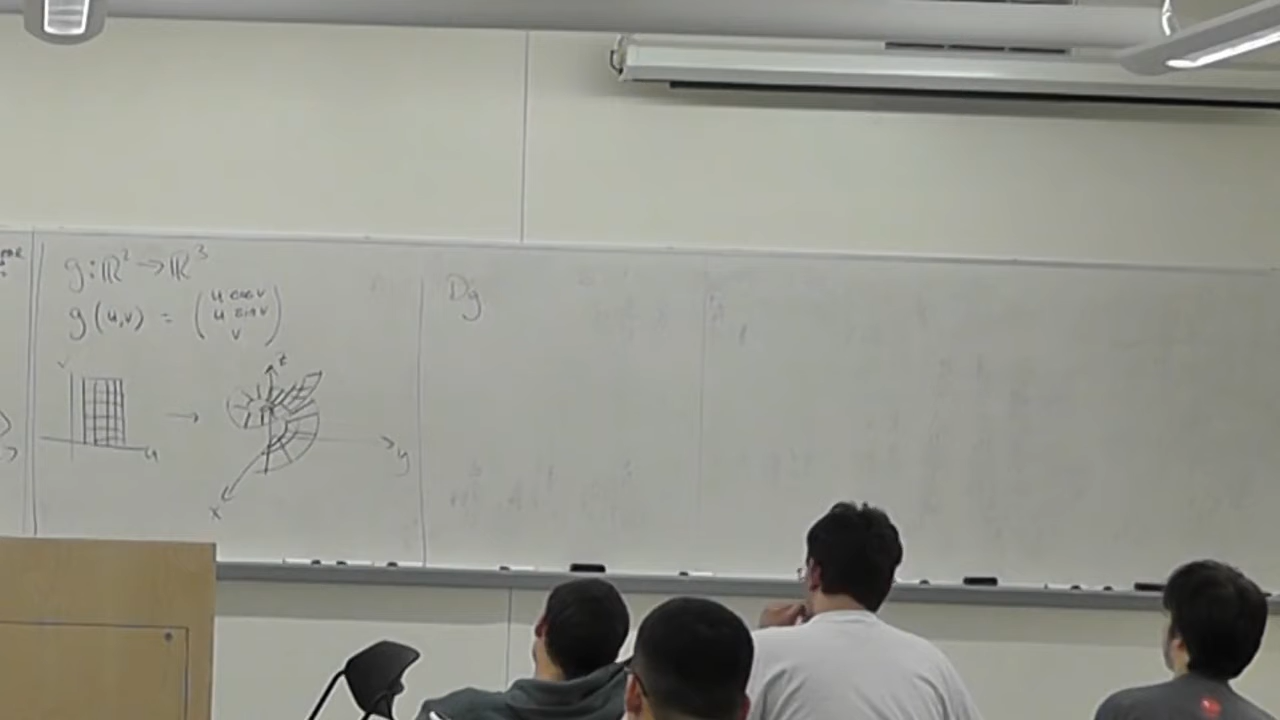 g: ℝ² → ℝ³
g(u,v) = (u cos v
u sin v
v)
Dg
v
z
u
y
x